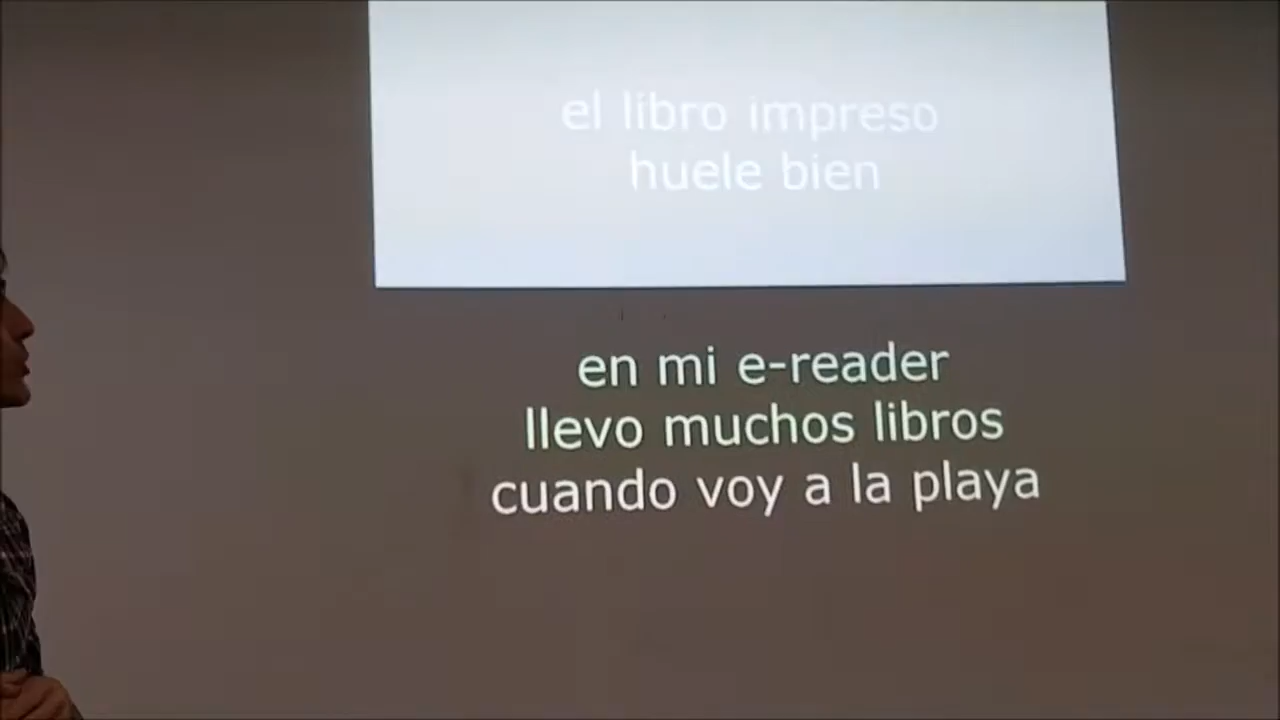 el libro impreso
huele bien
en mi e-reader
llevo muchos libros
cuando voy a la playa